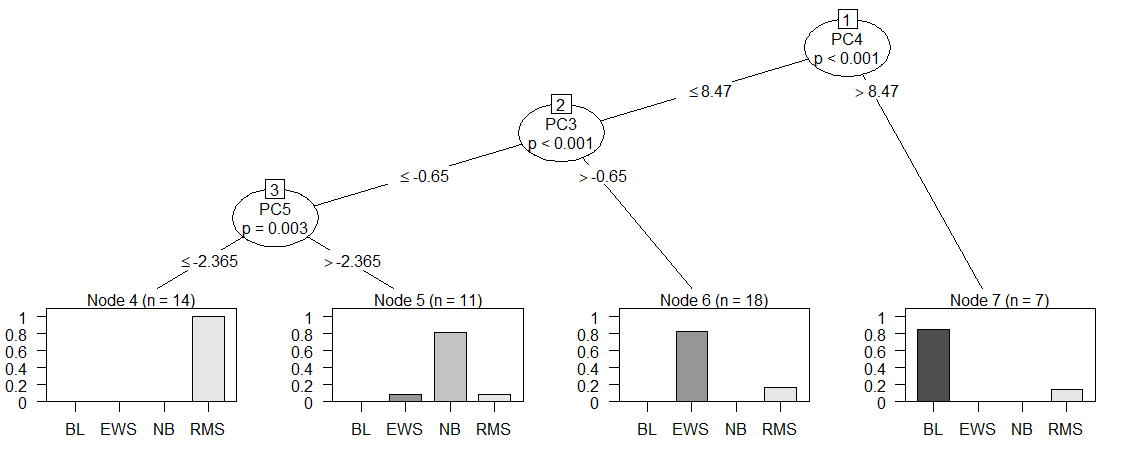 1
PC4
p < 0.001
≤ 8.47
> 8.47
2
PC3
p < 0.001
≤ -0.65
> -0.65
3
PC5
p = 0.003
≤ -2.365
> -2.365
Node 4 (n = 14)
1
0.8
0.6
0.4
0.2
0
BL EWS NB RMS
Node 5 (n = 11)
1
0.8
0.6
0.4
0.2
0
BL EWS NB RMS
Node 6 (n = 18)
1
0.8
0.6
0.4
0.2
0
BL EWS NB RMS
Node 7 (n = 7)
1
0.8
0.6
0.4
0.2
0
BL EWS NB RMS